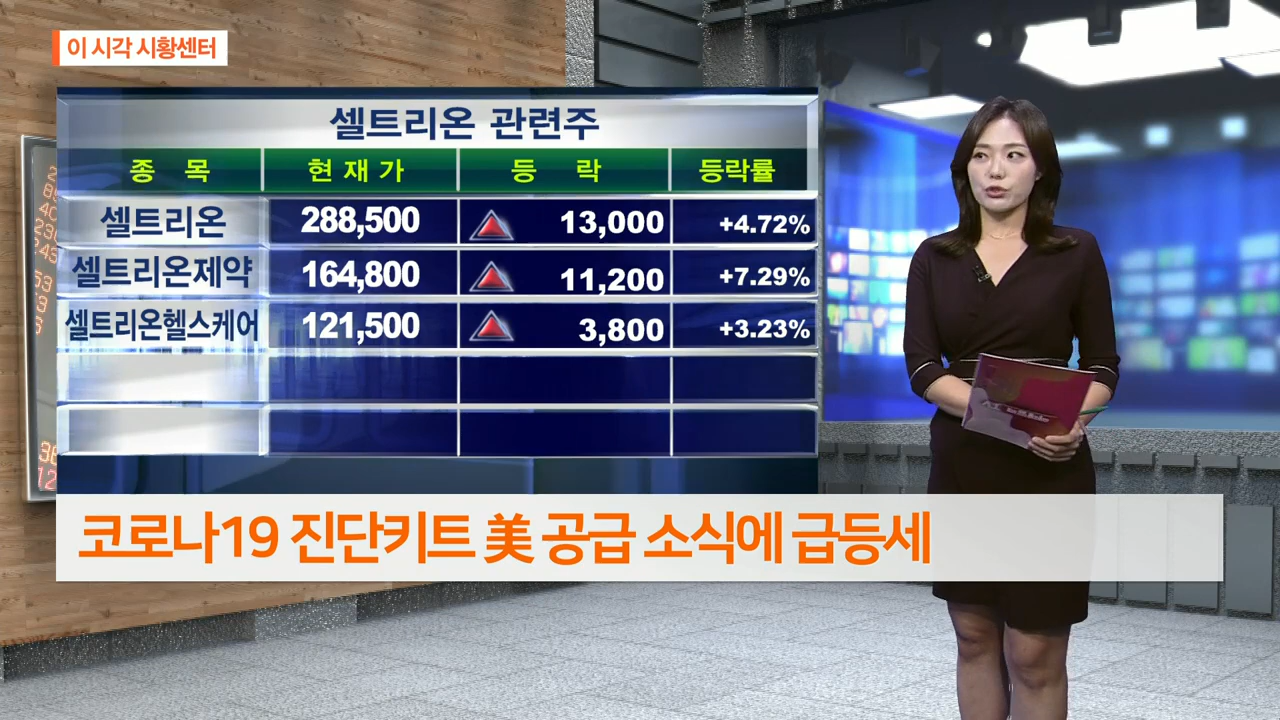 이 시각 시황센터
셀트리온 관련주
종 목 현 재 가 등 락 등락률
셀트리온 288,500 ▲ 13,000 +4.72%
셀트리온제약 164,800 ▲ 11,200 +7.29%
셀트리온헬스케어 121,500 ▲ 3,800 +3.23%
코로나19 진단키트 美 공급 소식에 급등세